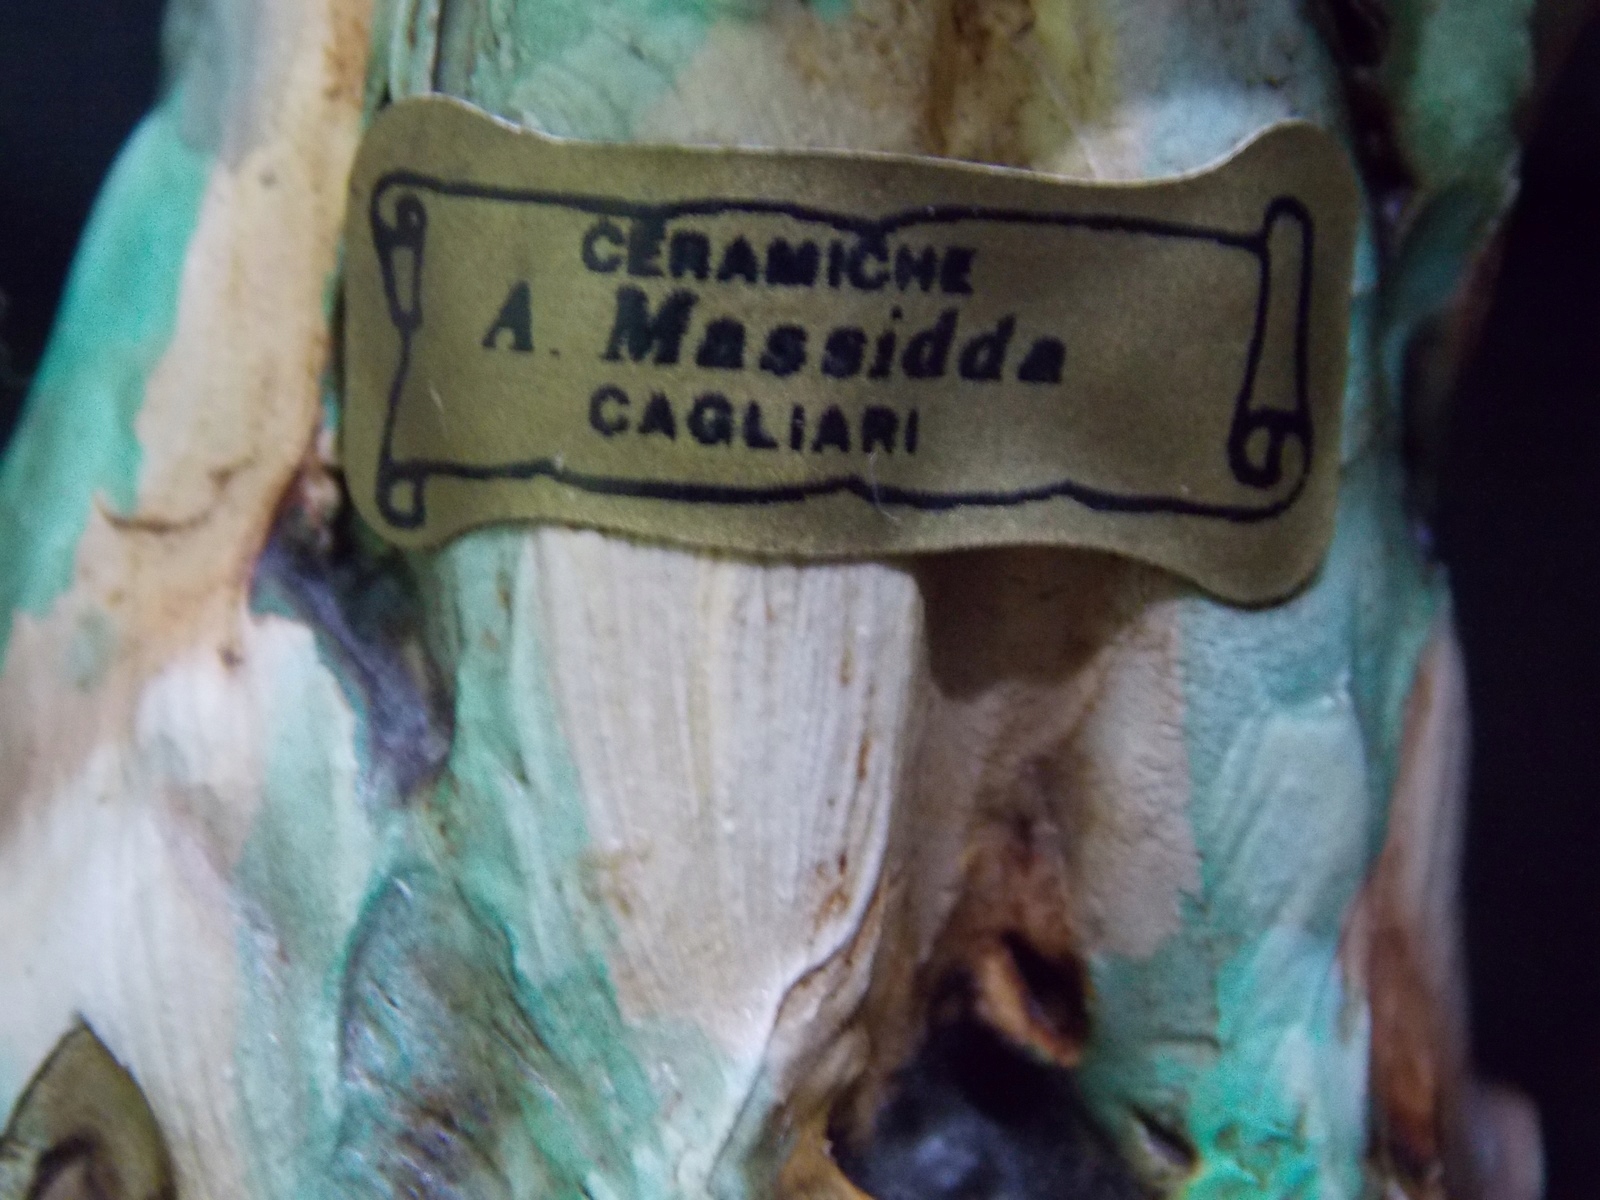 CERAMICHE
A. Massidda
CAGLIARI